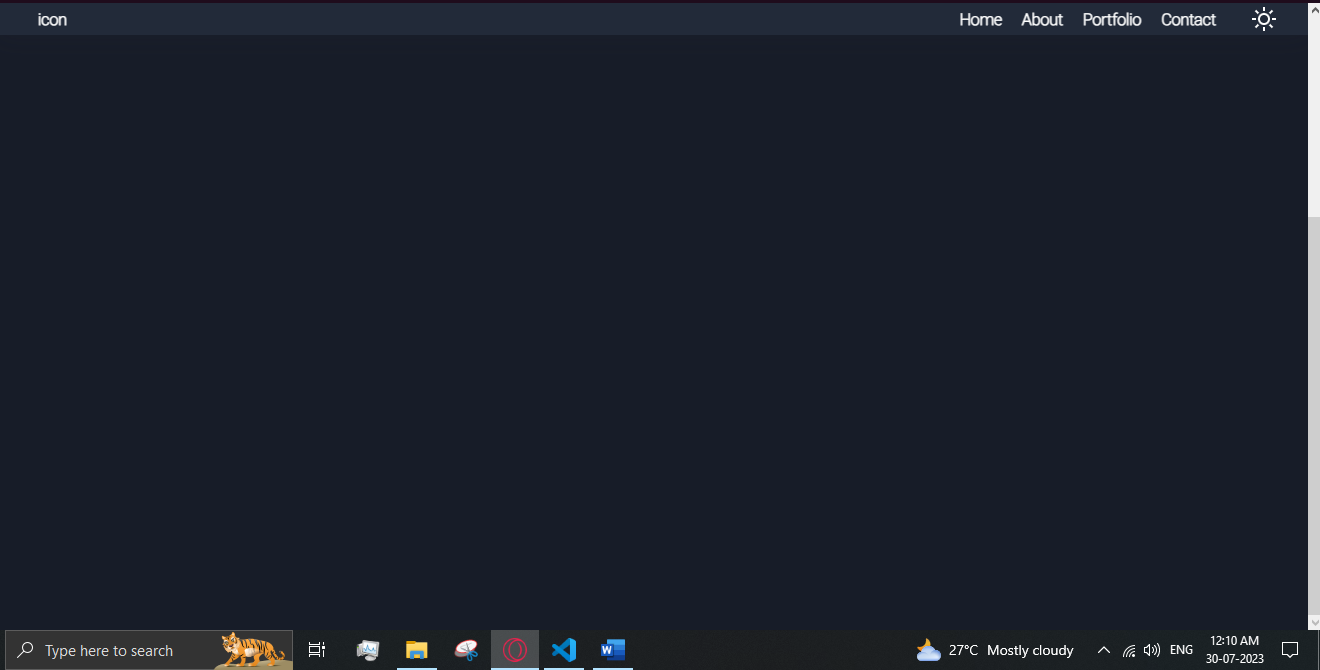 icon
Home About Portfolio Contact
Type here to search
27°C Mostly cloudy
ENG
12:10 AM
30-07-2023